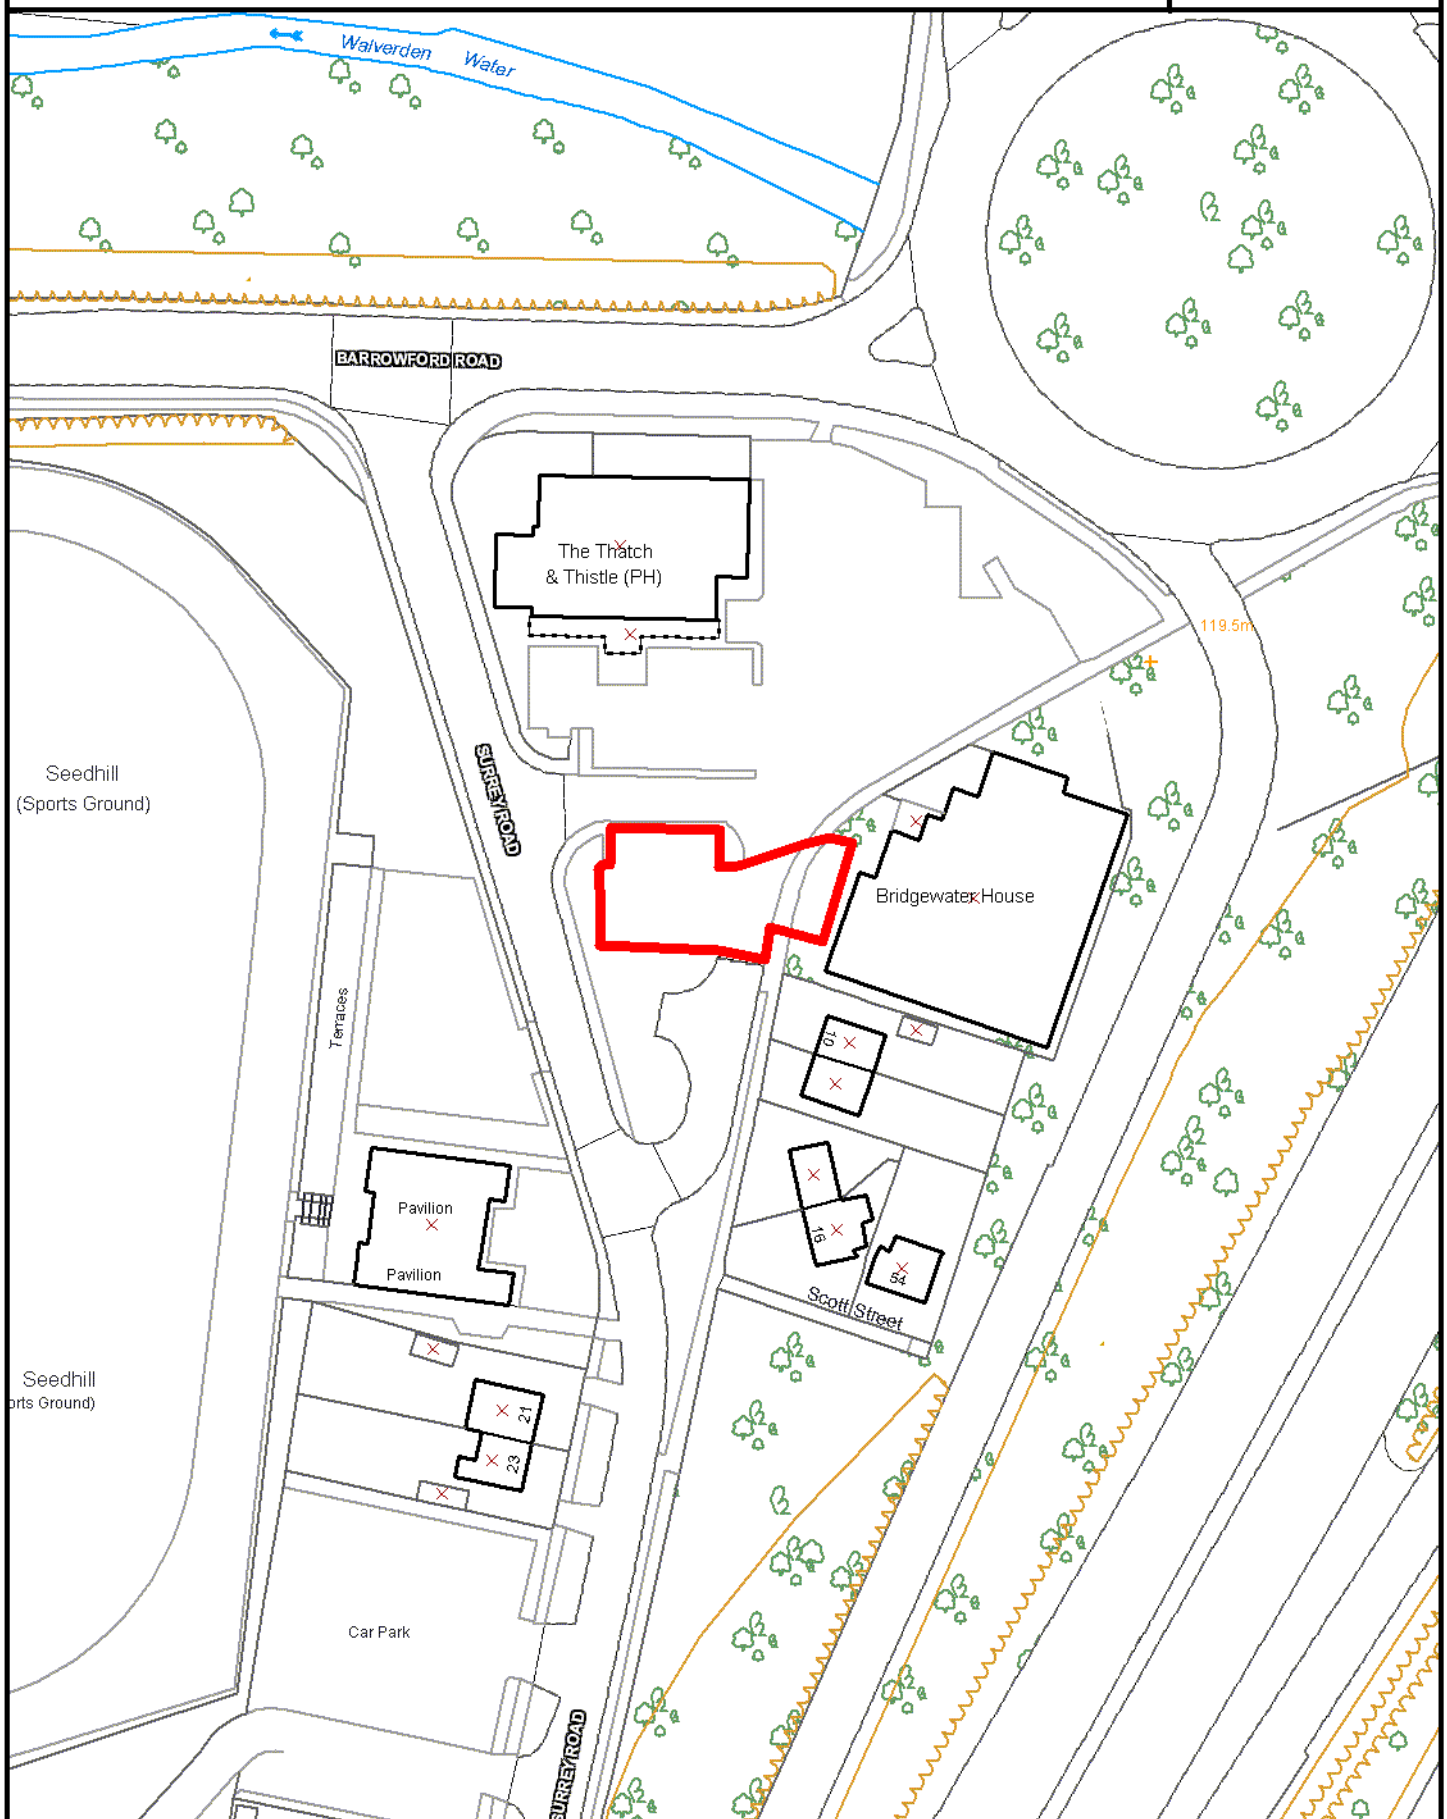 Walverden Water
BARROWFORD ROAD
The Thatch
& Thistle (PH)
119.5m
Seedhill
(Sports Ground)
SURREY ROAD
Bridgewater House
Terraces
10
Pavilion
16
54
Pavilion
Scott Street
Seedhill
orts Ground)
21
23
Car Park
SURREY ROAD